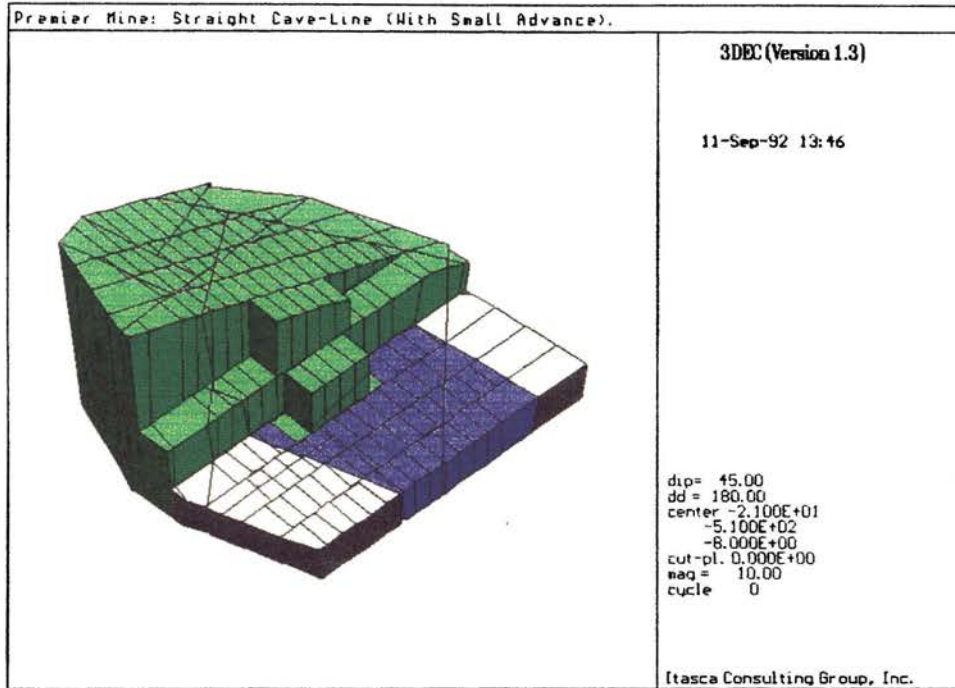 Premier Mine: Straight Cave-Line (With Small Advance).
3DEC (Version 1.3)
11-Sep-92 13:46
dip= 45.00
dd = 180.00
center -2.100E+01
-5.100E+02
-8.000E+00
cut-pl. 0.000E+00
mag = 10.00
cycle 0
Itasca Consulting Group, Inc.